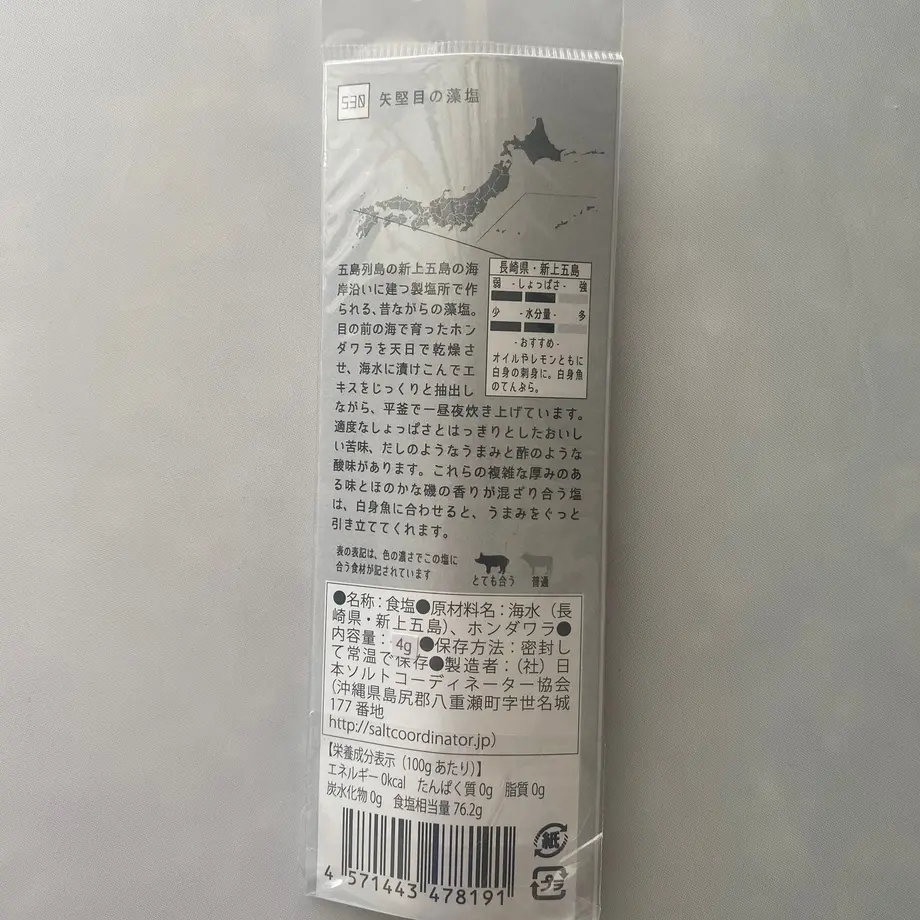 530 矢堅目の藻塩
五島列島の新上五島の海
岸沿いに建つ製塩所で作
られる、昔ながらの藻塩。
目の前の海で育ったホン
ダワラを天日で乾燥さ
せ、海水に漬けこんでエ
キスをじっくりと抽出し
ながら、平釜で一昼夜炊き上げています。
適度なしょっぱさとはっきりとしたおいし
い苦味、だしのようなうまみと酢のような
酸味があります。これらの複雑な厚みのあ
る味とほのかな磯の香りが混ざり合う塩
は、白身魚に合わせると、うまみをぐっと
引き立ててくれます。
長崎県・新上五島
弱 -しょっぱさ- 強
少 -水分量- 多
-おすすめ-
オイルやレモンともに
白身の刺身に。白身魚
のてんぷら。
表の表記は、色の濃さでこの塩に
合う食材が記されています
とても合う 普通
●名称：食塩●原材料名：海水（長
崎県・新上五島）、ホンダワラ●
内容量：4g●保存方法：密封し
て常温で保存●製造者：（社）日
本ソルトコーディネーター協会
（沖縄県島尻郡八重瀬町字世名城
177番地
http://saltcoordinator.jp）
【栄養成分表示（100gあたり）】
エネルギー0kcal たんぱく質0g 脂質0g
炭水化物0g 食塩相当量76.2g
紙
プラ
4 571443 478191